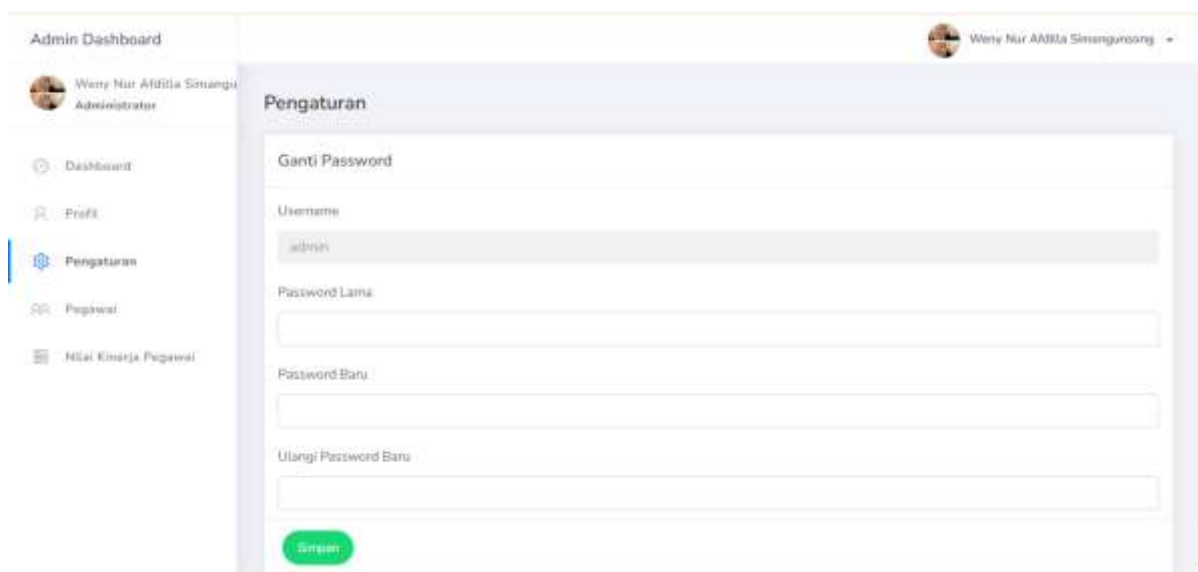 Admin Dashboard
Weny Nur Afdilla Simangunsong
Weny Nur Afdilla Simangu
Administrator
Pengaturan
Dashboard
Profil
Pengaturan
Pegawai
Nilai Kinerja Pegawai
Ganti Password
Username
admin
Password Lama
Password Baru
Ulangi Password Baru
Simpan